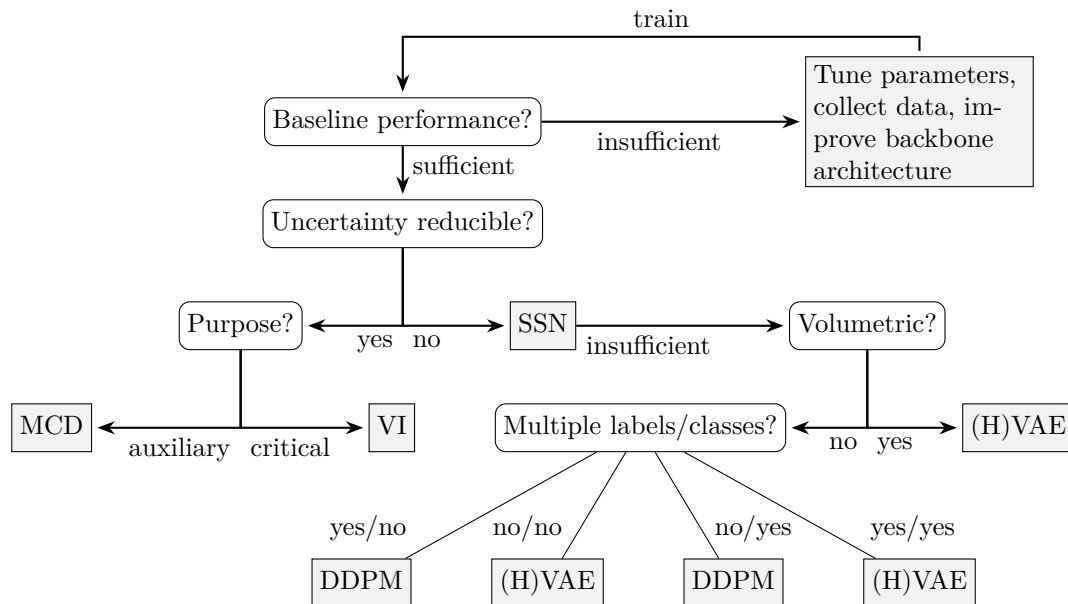 train
Tune parameters,
collect data, im-
prove backbone
architecture
Baseline performance?
insufficient
sufficient
Uncertainty reducible?
Purpose?
yes no
SSN
insufficient
Volumetric?
MCD
auxiliary critical
VI
Multiple labels/classes?
no yes
(H)VAE
yes/no
no/no
no/yes
yes/yes
DDPM
(H)VAE
DDPM
(H)VAE